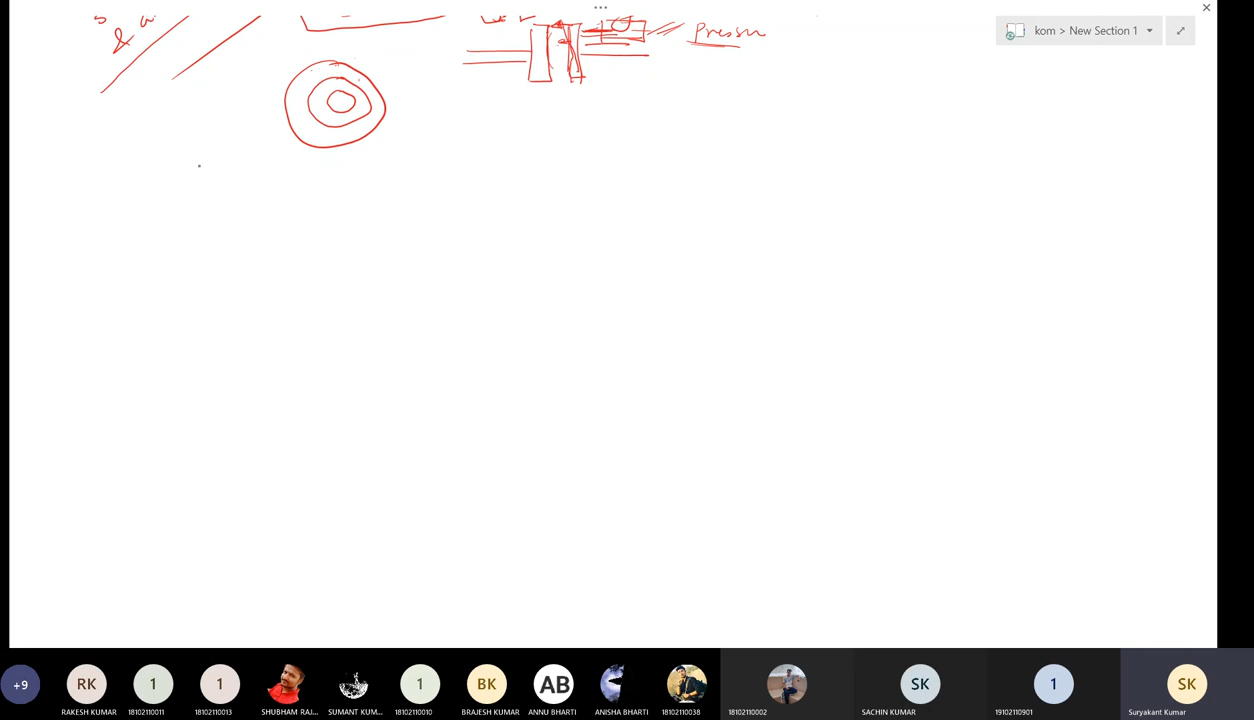 kom > New Section 1
&
Pressu
+9
RK
1
1
1
BK
AB
SK
1
SK
RAKESH KUMAR
18102110011
18102110013
SHUBHAM RAJ...
SUMANT KUM...
18102110010
BRAJESH KUMAR
ANNU BHARTI
ANISHA BHARTI
18102110038
18102110002
SACHIN KUMAR
19102110901
Suryakant Kumar